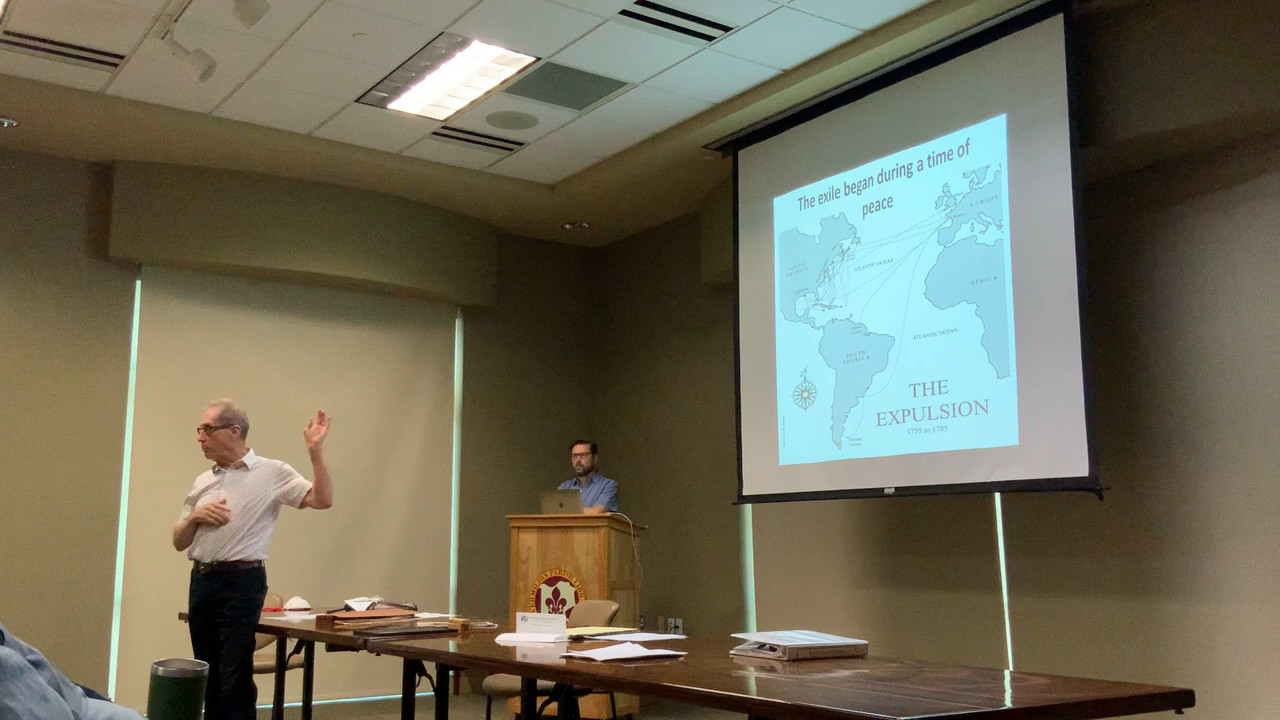 The exile began during a time of
peace
EUROPE
NORTH
AMERICA
ATLANTIC OCEAN
AFRICA
ATLANTIC OCEAN
SOUTH
AMERICA
THE
EXPULSION
1755 to 1785